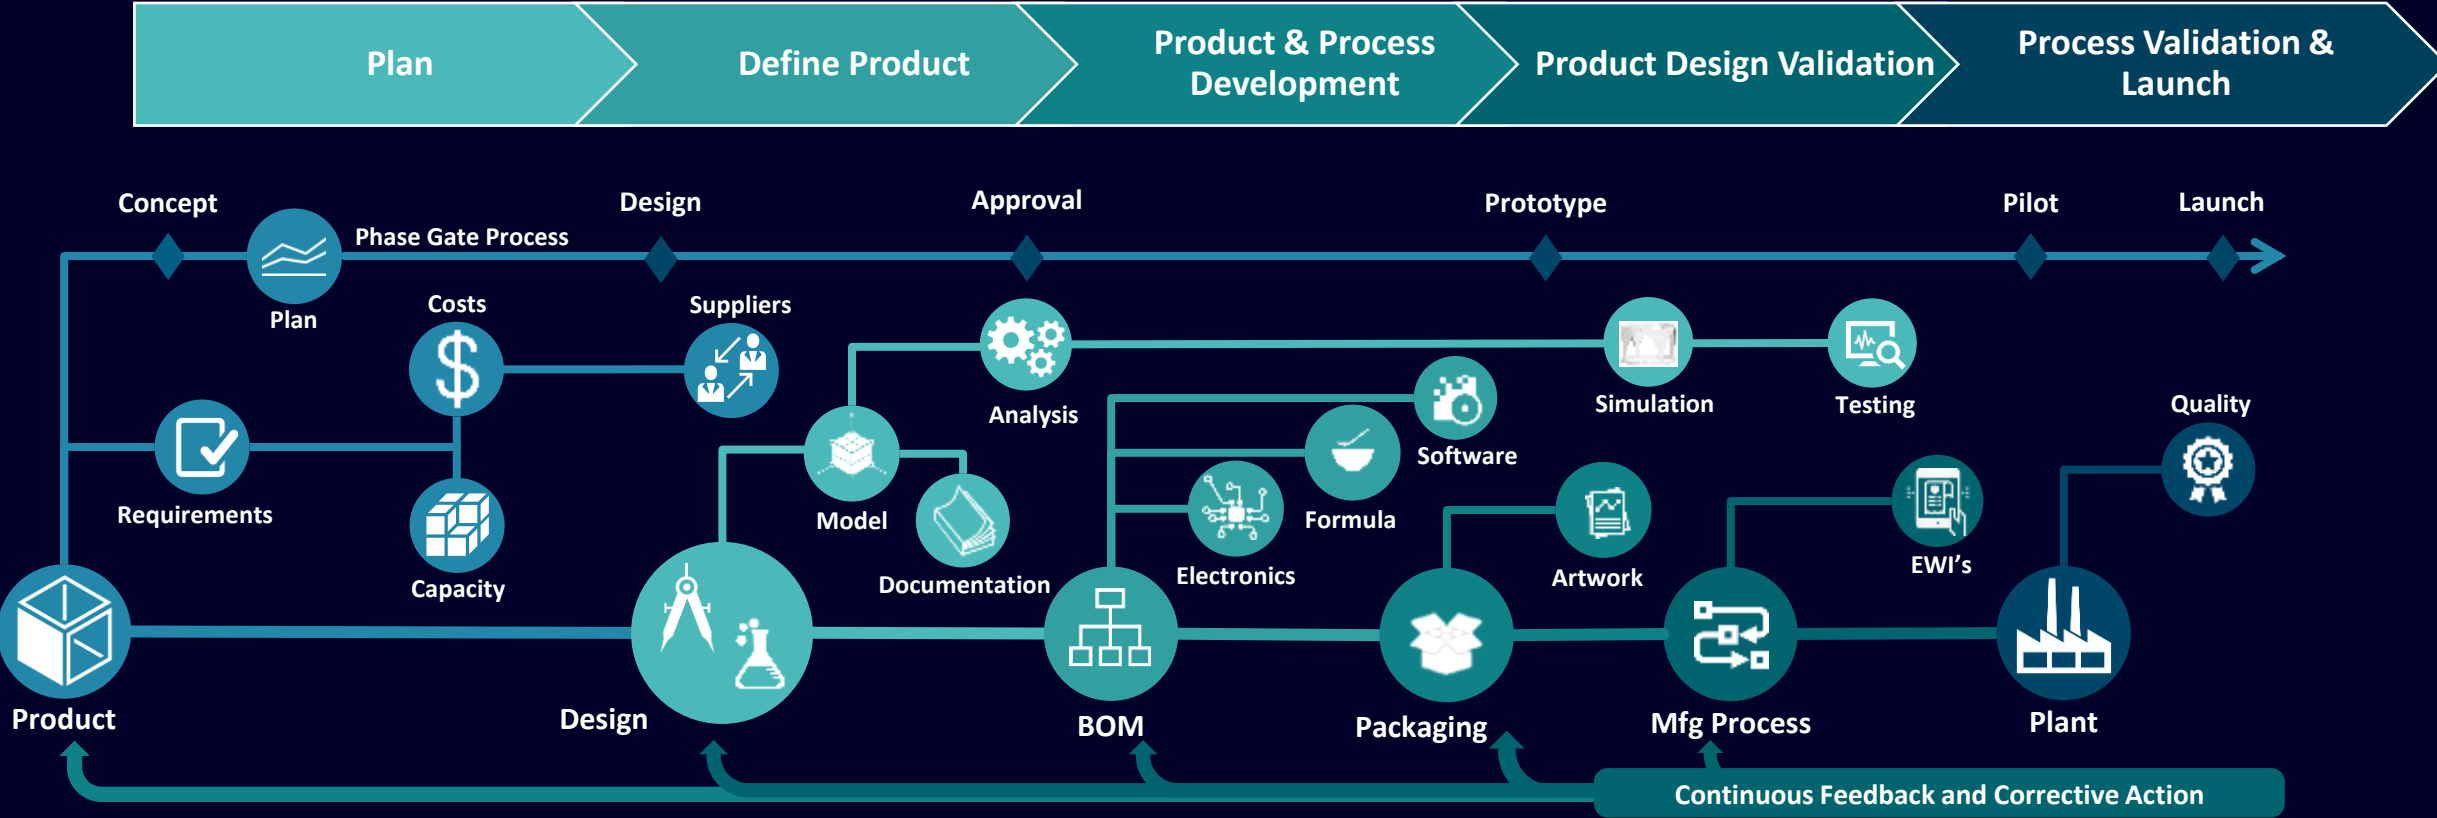 Plan
Define Product
Product & Process
Development
Product Design Validation
Process Validation &
Launch
Concept
Design
Approval
Prototype
Pilot
Launch
Phase Gate Process
Plan
Costs
Suppliers
Analysis
Simulation
Testing
Quality
Requirements
Capacity
Model
Documentation
Software
Formula
Electronics
Artwork
EWI's
Product
Design
BOM
Packaging
Mfg Process
Plant
Continuous Feedback and Corrective Action